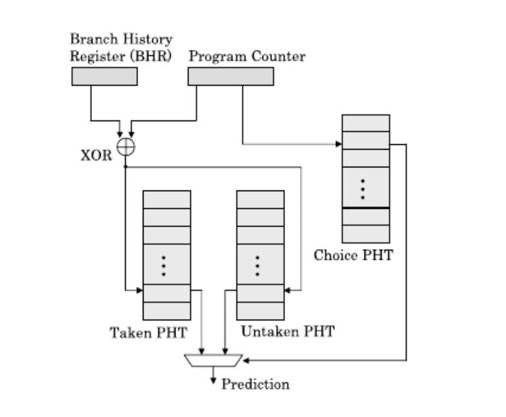 Branch History
Register (BHR)
Program Counter
XOR
Choice PHT
Taken PHT
Untaken PHT
Prediction